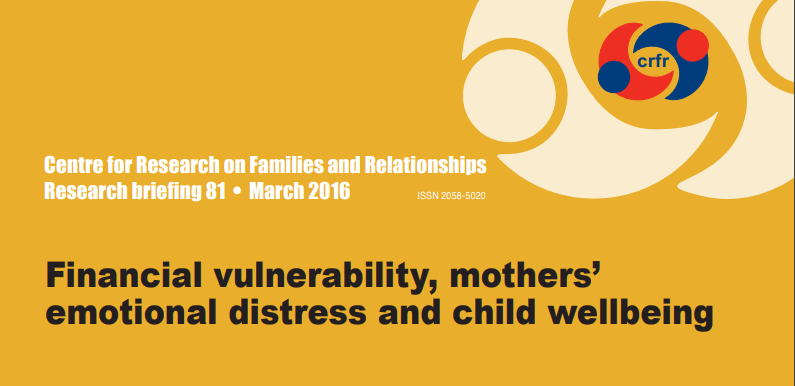 crfr
Centre for Research on Families and Relationships
Research briefing 81 • March 2016
ISSN 2058-5020
Financial vulnerability, mothers’
emotional distress and child wellbeing